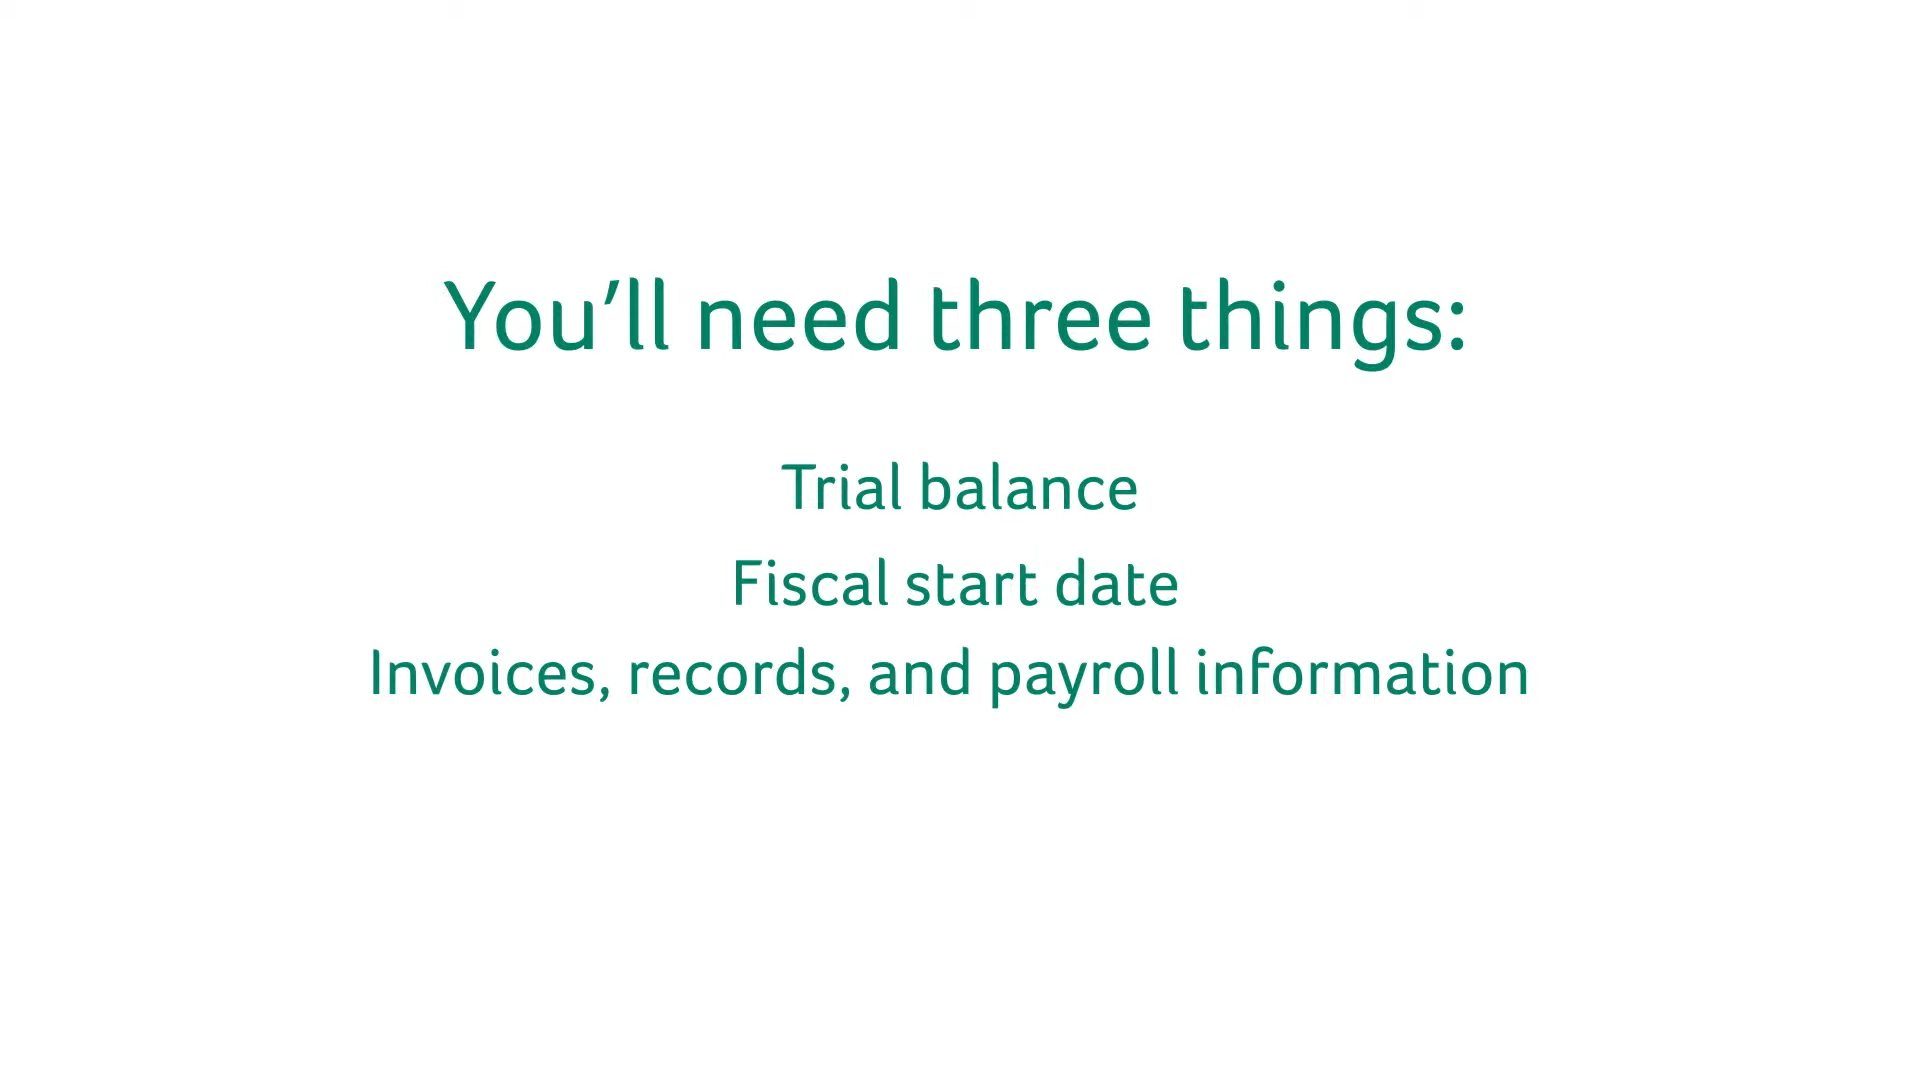 You’ll need three things:
Trial balance
Fiscal start date
Invoices, records, and payroll information